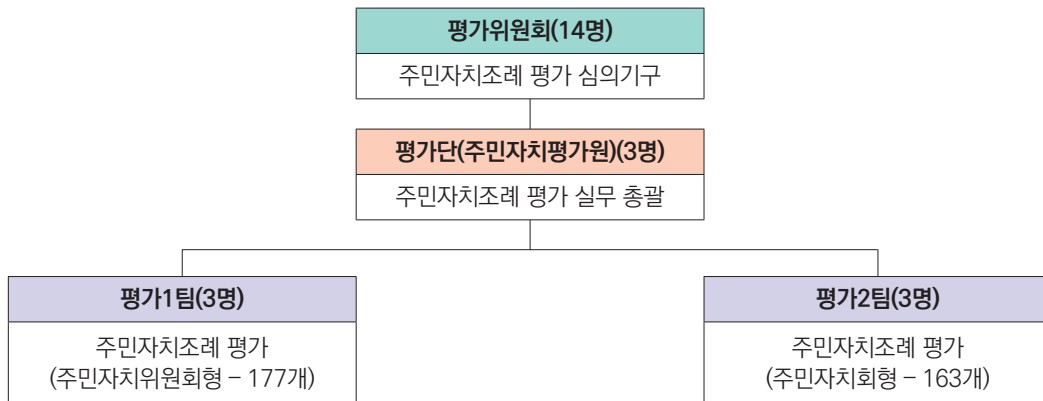 평가위원회(14명)
주민자치조례 평가 심의기구
평가단(주민자치평가원)(3명)
주민자치조례 평가 실무 총괄
평가1팀(3명)
주민자치조례 평가
(주민자치위원회형 – 177개)
평가2팀(3명)
주민자치조례 평가
(주민자치회형 – 163개)